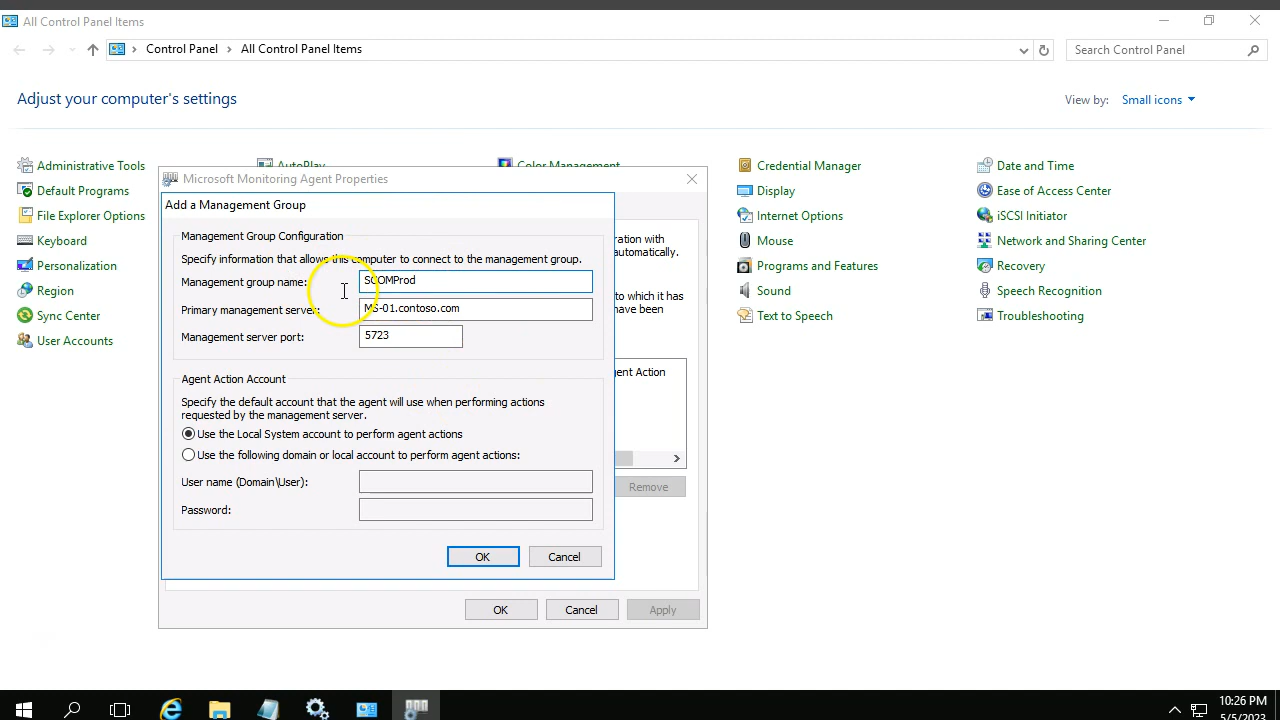 All Control Panel Items
Control Panel > All Control Panel Items
Search Control Panel
Adjust your computer's settings
View by: Small icons
Administrative Tools
AutoPlay
Color Management
Credential Manager
Date and Time
Default Programs
Display
Ease of Access Center
File Explorer Options
Internet Options
iSCSI Initiator
Keyboard
Mouse
Network and Sharing Center
Personalization
Programs and Features
Recovery
Region
Sound
Speech Recognition
Sync Center
Text to Speech
Troubleshooting
User Accounts
Microsoft Monitoring Agent Properties
ration with
automatically.
to which it has
have been
ent Action
Remove
OK
Cancel
Apply
Add a Management Group
Management Group Configuration
Specify information that allows this computer to connect to the management group.
Management group name: SCOMProd
Primary management server: MS-01.contoso.com
Management server port: 5723
Agent Action Account
Specify the default account that the agent will use when performing actions
requested by the management server.
Use the Local System account to perform agent actions
Use the following domain or local account to perform agent actions:
User name (Domain\User):
Password:
OK
Cancel
10:26 PM
5/5/2023